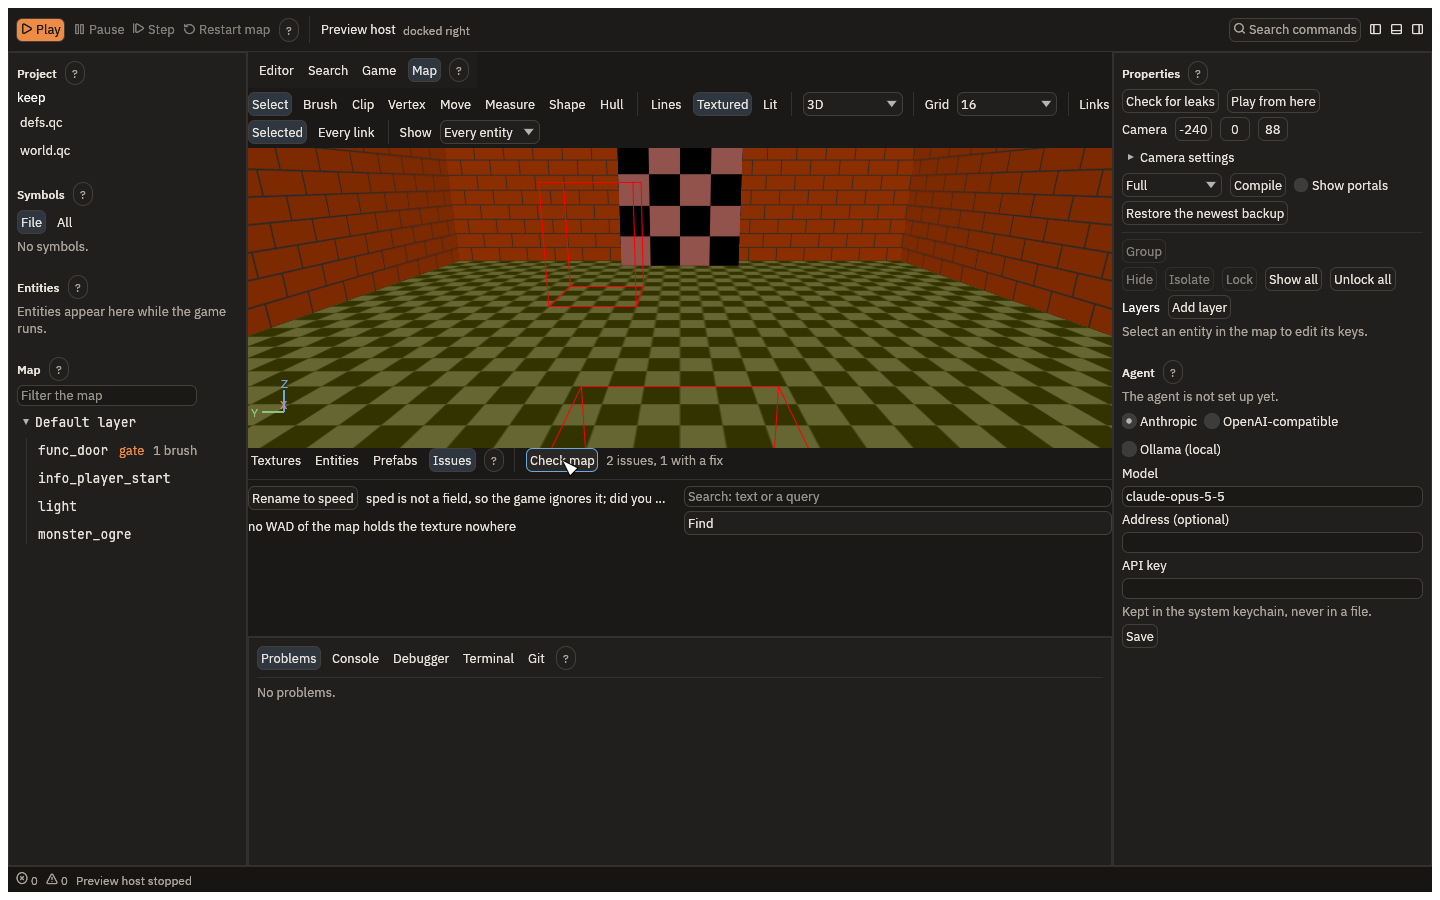 Play Pause Step Restart map ? Preview host docked right Search commands
Project ?
keep
defs.qc
world.qc
Symbols ?
File All
No symbols.
Entities ?
Entities appear here while the game
runs.
Map ?
Filter the map
Default layer
func_door gate 1 brush
info_player_start
light
monster_ogre
Editor Search Game Map ?
Select Brush Clip Vertex Move Measure Shape Hull Lines Textured Lit 3D Grid 16 Links
Selected Every link Show Every entity
Z
Y X
Textures Entities Prefabs Issues ? Check map 2 issues, 1 with a fix
Rename to speed sped is not a field, so the game ignores it; did you ...
no WAD of the map holds the texture nowhere
Search: text or a query
Find
Problems Console Debugger Terminal Git ?
No problems.
Properties ?
Check for leaks Play from here
Camera -240 0 88
Camera settings
Full Compile Show portals
Restore the newest backup
Group
Hide Isolate Lock Show all Unlock all
Layers Add layer
Select an entity in the map to edit its keys.
Agent ?
The agent is not set up yet.
Anthropic OpenAI-compatible
Ollama (local)
Model
claude-opus-5-5
Address (optional)
API key
Kept in the system keychain, never in a file.
Save
0 0 Preview host stopped